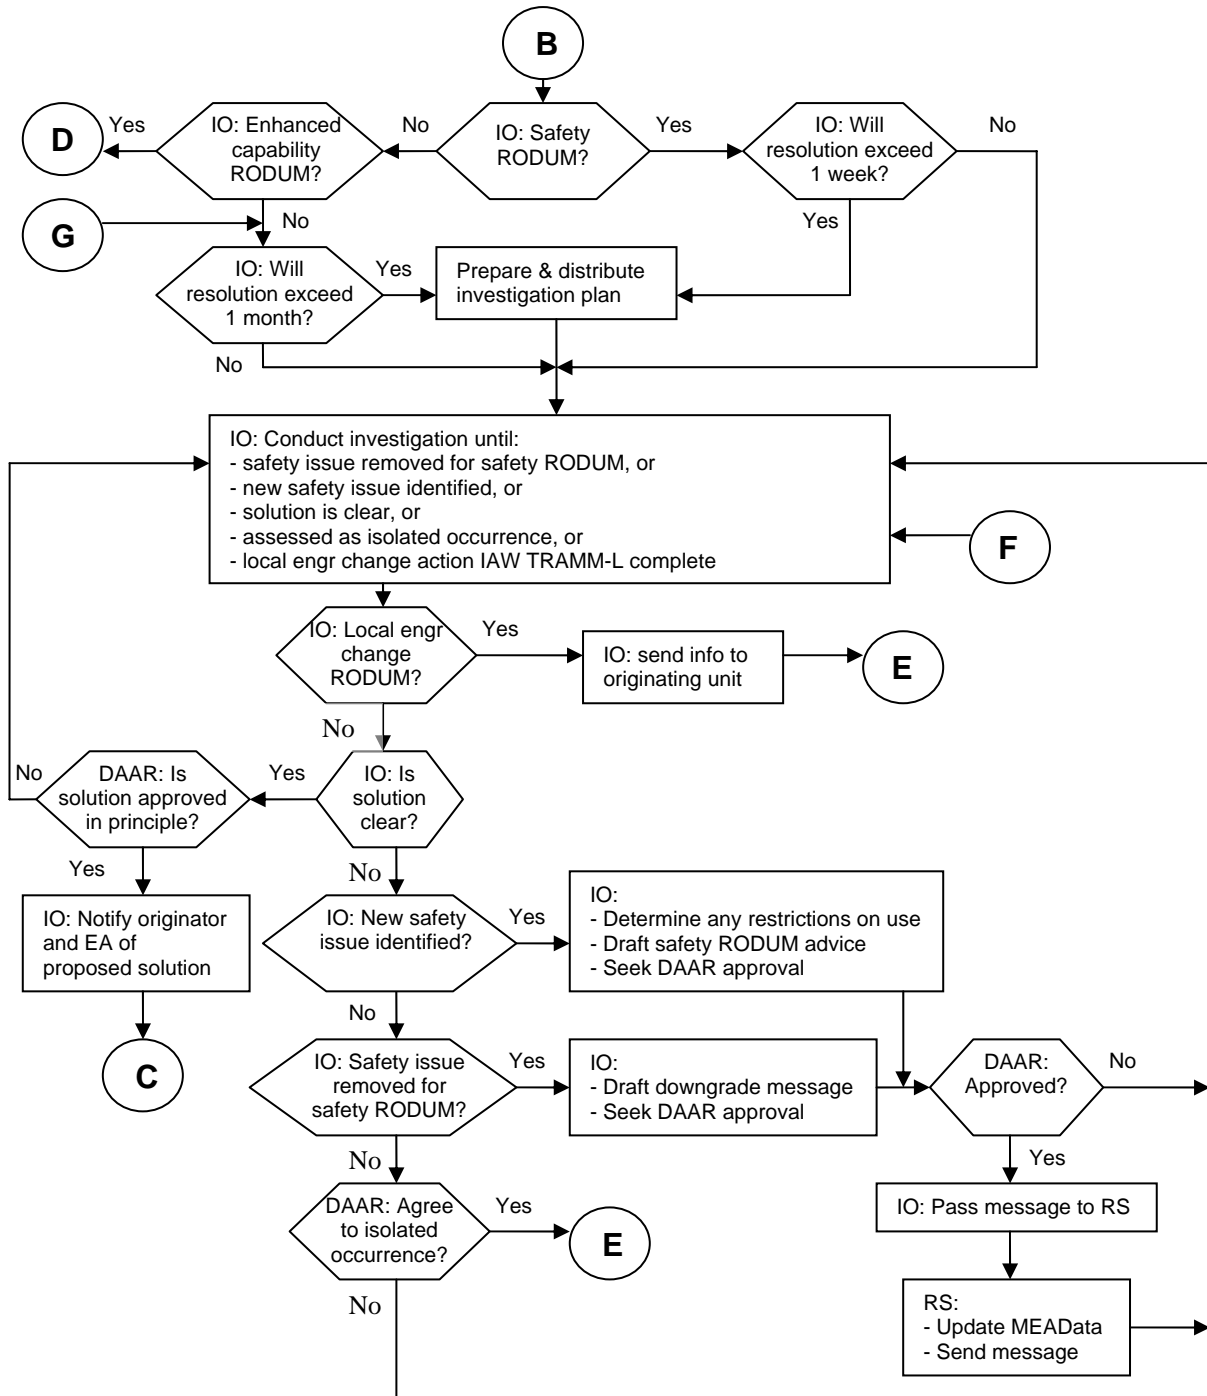 B
D
Yes
IO: Enhanced
capability
RODUM?
No
IO: Safety
RODUM?
Yes
IO: Will
resolution exceed
1 week?
No
G
No
Yes
IO: Will
resolution exceed
1 month?
Yes
Prepare & distribute
investigation plan
No
IO: Conduct investigation until:
- safety issue removed for safety RODUM, or
- new safety issue identified, or
- solution is clear, or
- assessed as isolated occurrence, or
- local engr change action IAW TRAMM-L complete
F
IO: Local engr
change
RODUM?
Yes
IO: send info to
originating unit
E
No
No
DAAR: Is
solution approved
in principle?
Yes
IO: Is
solution
clear?
Yes
No
IO: Notify originator
and EA of
proposed solution
IO: New safety
issue identified?
Yes
IO:
- Determine any restrictions on use
- Draft safety RODUM advice
- Seek DAAR approval
No
C
IO: Safety issue
removed for
safety RODUM?
Yes
IO:
- Draft downgrade message
- Seek DAAR approval
DAAR:
Approved?
No
No
Yes
DAAR: Agree
to isolated
occurrence?
Yes
E
IO: Pass message to RS
No
RS:
- Update MEAData
- Send message